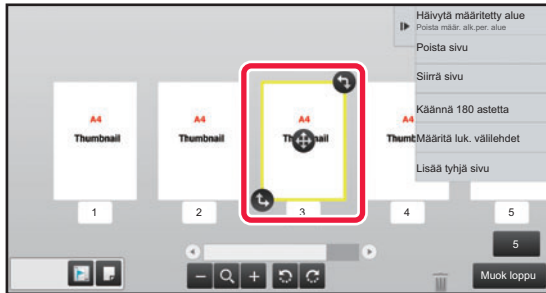 Häivytä määritetty alue
Poista määr. alk.per. alue
Poista sivu
Siirrä sivu
Käännä 180 astetta
Määritä luk. välilehdet
Lisää tyhjä sivu
A4
Thumbnail
A4
Thumbnail
A4
Thumbnail
A4
Thumb
1
2
3
4
5
5
Muok loppu